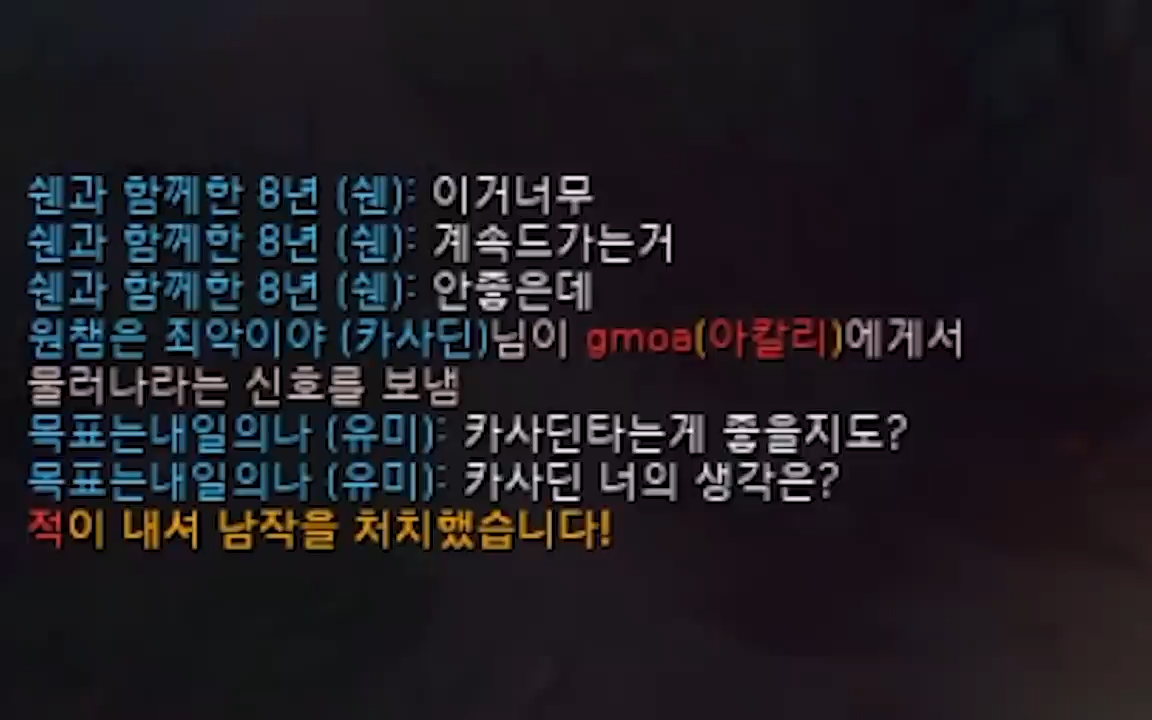 쉔과 함께한 8년 (쉔): 이거너무
쉔과 함께한 8년 (쉔): 계속드가는거
쉔과 함께한 8년 (쉔): 안좋은데
원챔은 죄악이야 (카사딘)님이 gmoa(아칼리)에게서
물러나라는 신호를 보냄
목표는내일의나 (유미): 카사딘타는게 좋을지도?
목표는내일의나 (유미): 카사딘 너의 생각은?
적이 내셔 남작을 처치했습니다!